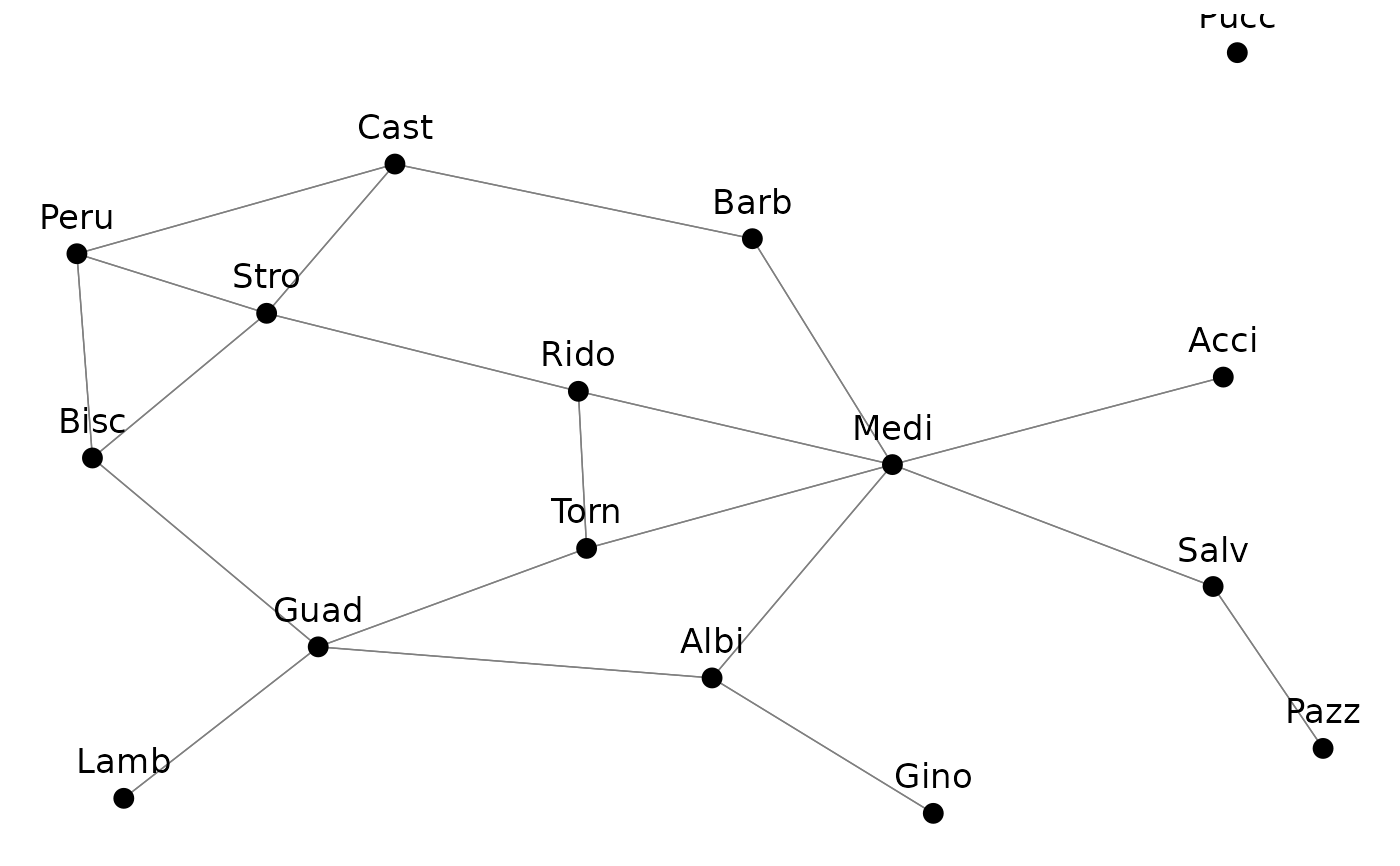 Pucc
Cast
Barb
Peru
Stro
Acci
Rido
Bisc
Medi
Torn
Salv
Guad
Albi
Pazz
Lamb
Gino